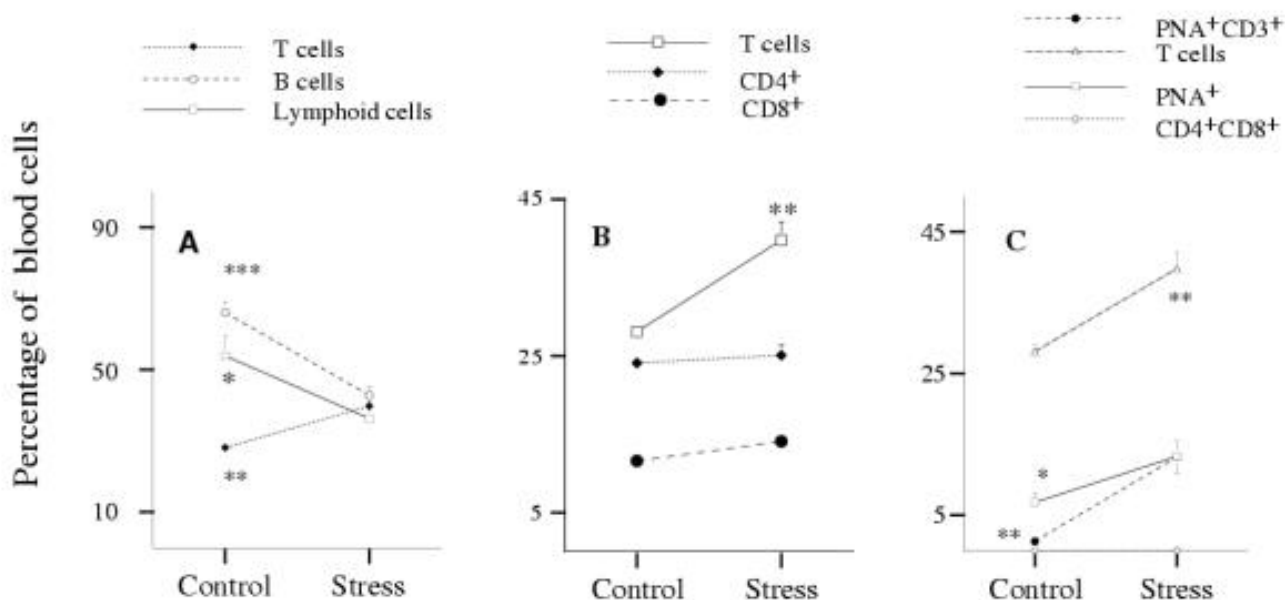 T cells
B cells
Lymphoid cells
T cells
CD4+
CD8+
PNA+CD3+
T cells
PNA+
CD4+CD8+
Percentage of blood cells
A
90
50
10
***
*
**
Control Stress
B
45
25
5
**
Control Stress
C
45
25
5
**
*
**
Control Stress